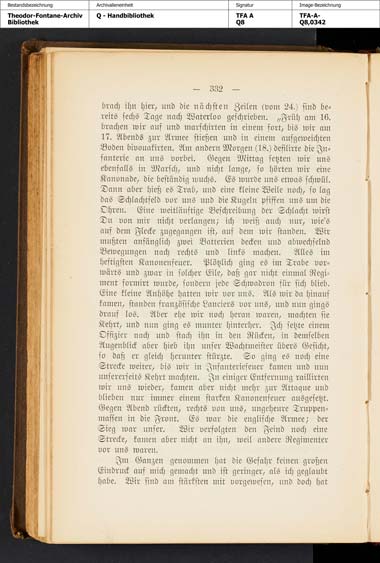 Bestandsbezeichnung
Theodor-Fontane-Archiv
Bibliothek
Archivalieneinheit
Q - Handbibliothek
Signatur
TFA A
Q8
Image-Bezeichnung
TFA-A-
Q8,0342
— 332 —
brach ihn hier, und die nächsten Zeilen (vom 24.) sind be-
reits sechs Tage nach Waterloo geschrieben. „Früh am 16.
brachen wir auf und marschirten in einem fort, bis wir am
17. Abends zur Armee stießen und in einem aufgeweichten
Boden bivouakirten. Am andern Morgen (18.) defilirte die In-
fanterie an uns vorbei. Gegen Mittag setzten wir uns
ebenfalls in Marsch, und nicht lange, so hörten wir eine
Kanonade, die beständig wuchs. Es wurde uns etwas schwül.
Dann aber hieß es Trab, und eine kleine Weile noch, so lag
das Schlachtfeld vor uns und die Kugeln pfiffen uns um die
Ohren. Eine weitläuftige Beschreibung der Schlacht wirst
Du von mir nicht verlangen; ich weiß auch nur, wie's
auf dem Flecke zugegangen ist, auf dem wir standen. Wir
mußten anfänglich zwei Batterien decken und abwechselnd
Bewegungen nach rechts und links machen. Alles im
heftigsten Kanonenfeuer. Plötzlich ging es im Trabe vor-
wärts und zwar in solcher Eile, daß gar nicht einmal Regi-
ment formirt wurde, sondern jede Schwadron für sich blieb.
Eine kleine Anhöhe hatten wir vor uns. Als wir da hinauf
kamen, standen französische Lanciers vor uns, und nun gings
drauf los. Aber ehe wir noch heran waren, machten sie
Kehrt, und nun ging es munter hinterher. Ich setzte einem
Offizier nach und stach ihn in den Rücken, in demselben
Augenblick aber hieb ihn unser Wachtmeister übers Gesicht,
so daß er gleich herunter stürzte. So ging es noch eine
Strecke weiter, bis wir in Infanteriefeuer kamen und nun
unsererseits Kehrt machten. In einiger Entfernung raillirten
wir uns wieder, kamen aber nicht mehr zur Attaque und
blieben nur immer einem starken Kanonenfeuer ausgesetzt.
Gegen Abend rückten, rechts von uns, ungeheure Truppen-
massen in die Front. Es war die englische Armee; der
Sieg war unser. Wir verfolgten den Feind noch eine
Strecke, kamen aber nicht an ihn, weil andere Regimenter
vor uns waren.
Im Ganzen genommen hat die Gefahr keinen großen
Eindruck auf mich gemacht und ist geringer, als ich geglaubt
habe. Wir sind am stärksten mit vorgewesen, und doch hat